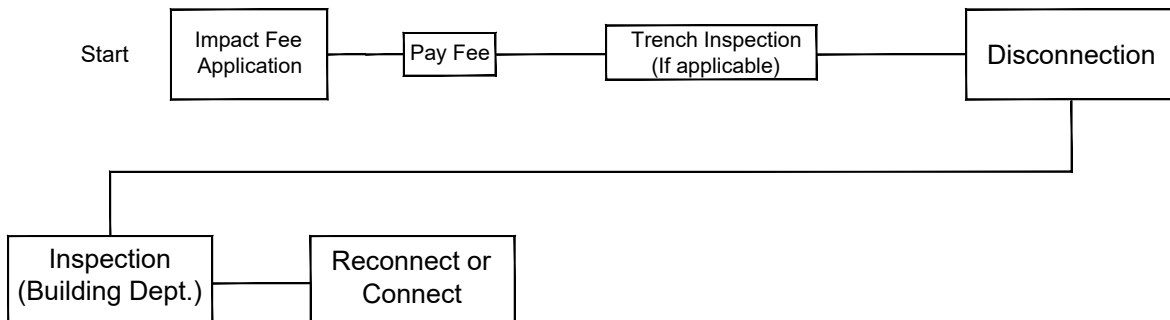 Start
Impact Fee
Application
Pay Fee
Trench Inspection
(If applicable)
Disconnection
Inspection
(Building Dept.)
Reconnect or
Connect